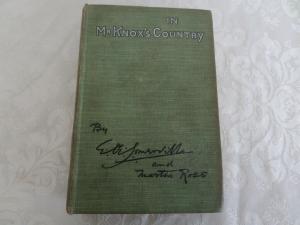 IN
MR KNOX'S COUNTRY
By
E Œ Somerville
and
Martin Ross